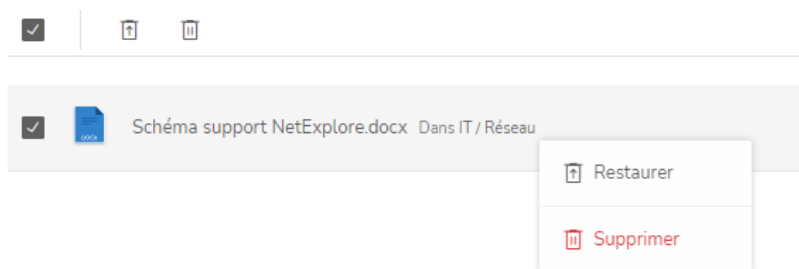 Schéma support NetExplore.docx Dans IT / Réseau
DOCX
Restaurer
Supprimer